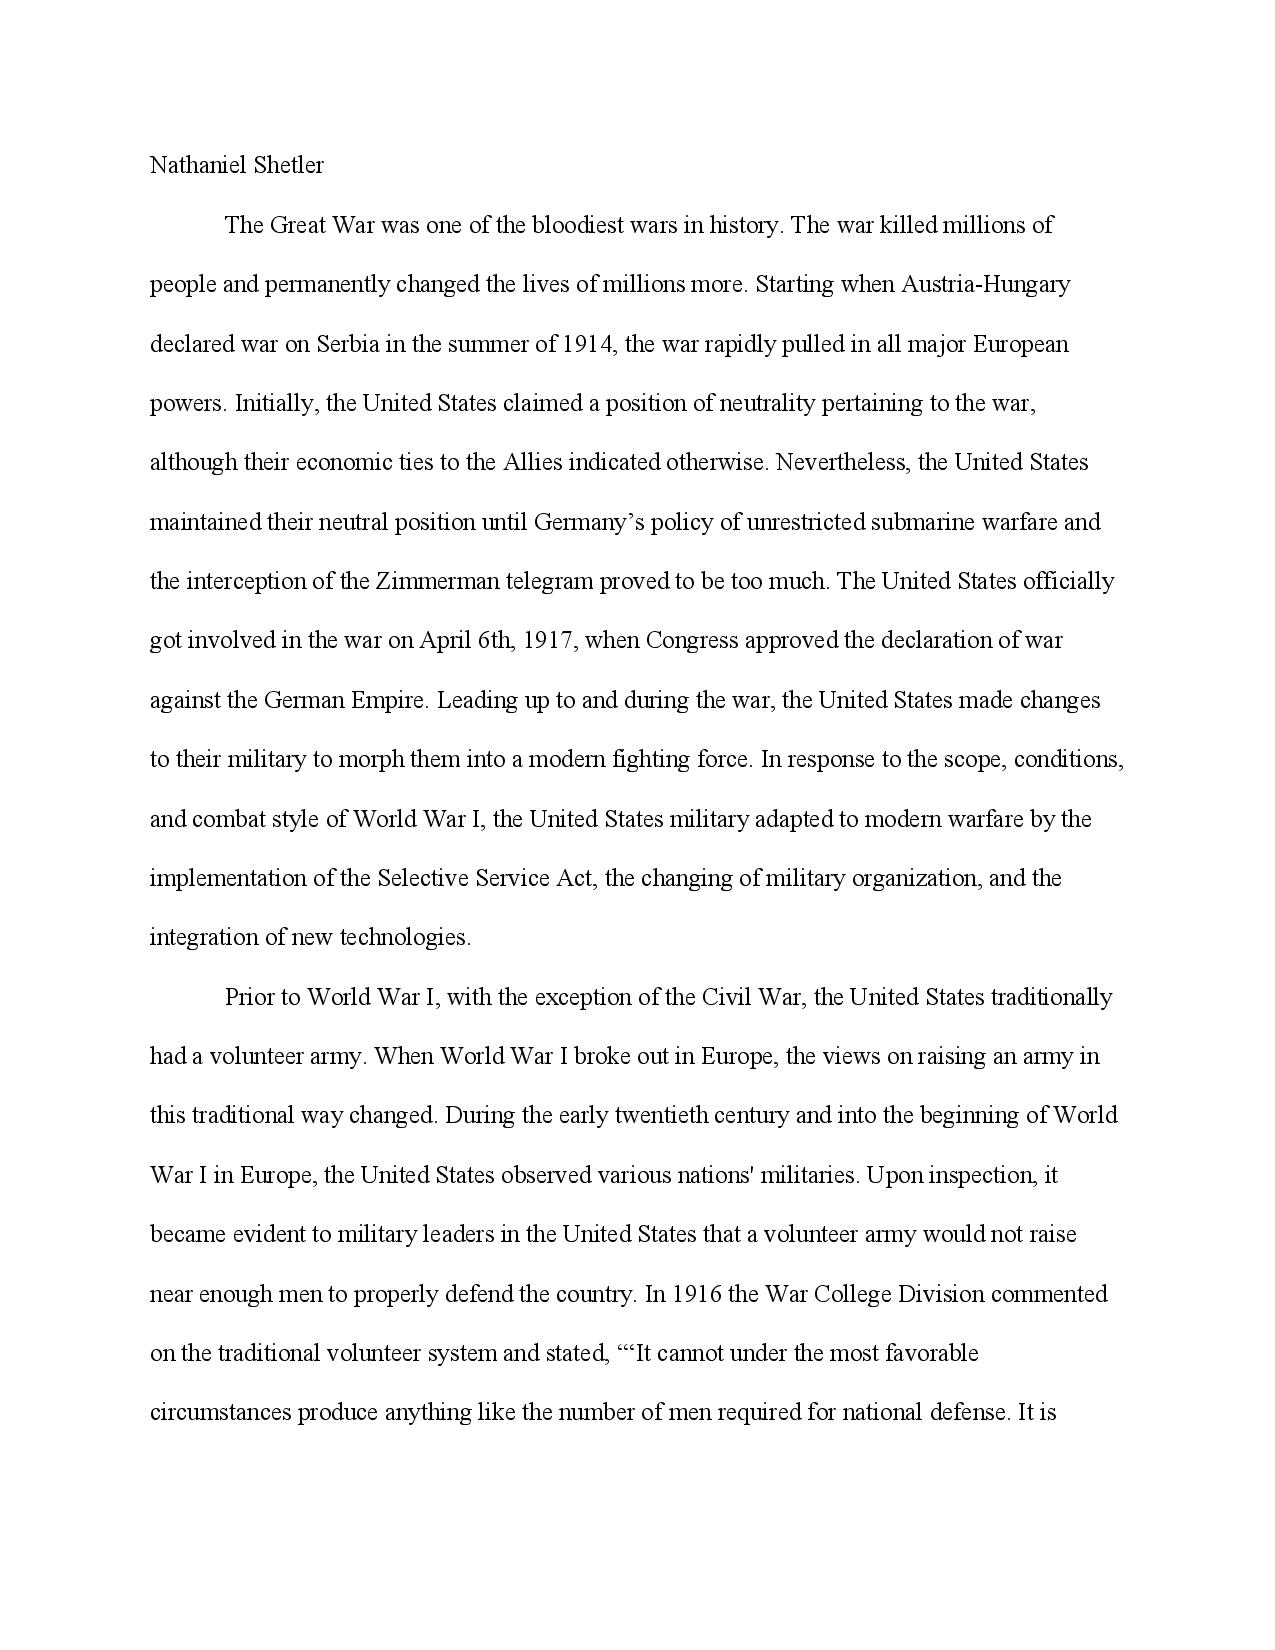 Nathaniel Shetler
The Great War was one of the bloodiest wars in history. The war killed millions of
people and permanently changed the lives of millions more. Starting when Austria-Hungary
declared war on Serbia in the summer of 1914, the war rapidly pulled in all major European
powers. Initially, the United States claimed a position of neutrality pertaining to the war,
although their economic ties to the Allies indicated otherwise. Nevertheless, the United States
maintained their neutral position until Germany’s policy of unrestricted submarine warfare and
the interception of the Zimmerman telegram proved to be too much. The United States officially
got involved in the war on April 6th, 1917, when Congress approved the declaration of war
against the German Empire. Leading up to and during the war, the United States made changes
to their military to morph them into a modern fighting force. In response to the scope, conditions,
and combat style of World War I, the United States military adapted to modern warfare by the
implementation of the Selective Service Act, the changing of military organization, and the
integration of new technologies.
Prior to World War I, with the exception of the Civil War, the United States traditionally
had a volunteer army. When World War I broke out in Europe, the views on raising an army in
this traditional way changed. During the early twentieth century and into the beginning of World
War I in Europe, the United States observed various nations' militaries. Upon inspection, it
became evident to military leaders in the United States that a volunteer army would not raise
near enough men to properly defend the country. In 1916 the War College Division commented
on the traditional volunteer system and stated, “‘It cannot under the most favorable
circumstances produce anything like the number of men required for national defense. It is